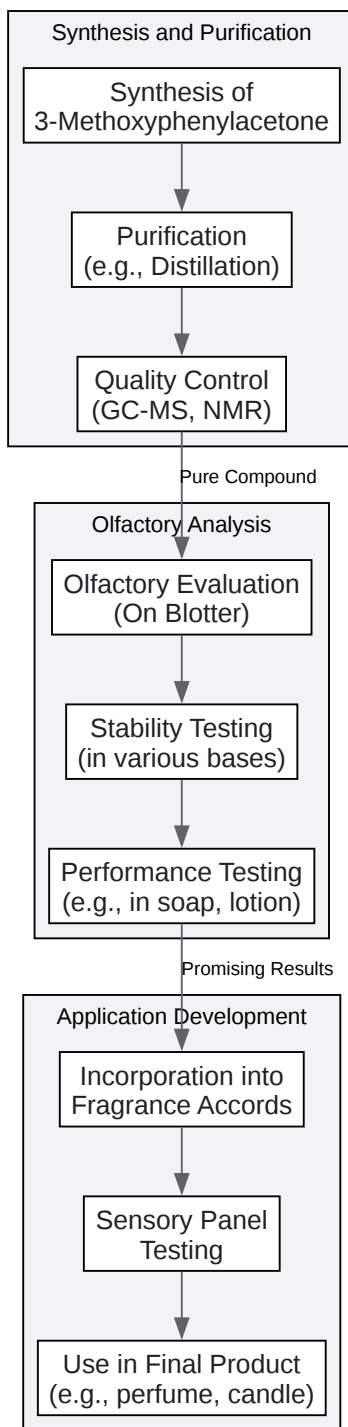 Synthesis and Purification
Synthesis of
3-Methoxyphenylacetone
Purification
(e.g., Distillation)
Quality Control
(GC-MS, NMR)
Pure Compound
Olfactory Analysis
Olfactory Evaluation
(On Blotter)
Stability Testing
(in various bases)
Performance Testing
(e.g., in soap, lotion)
Promising Results
Application Development
Incorporation into
Fragrance Accords
Sensory Panel
Testing
Use in Final Product
(e.g., perfume, candle)